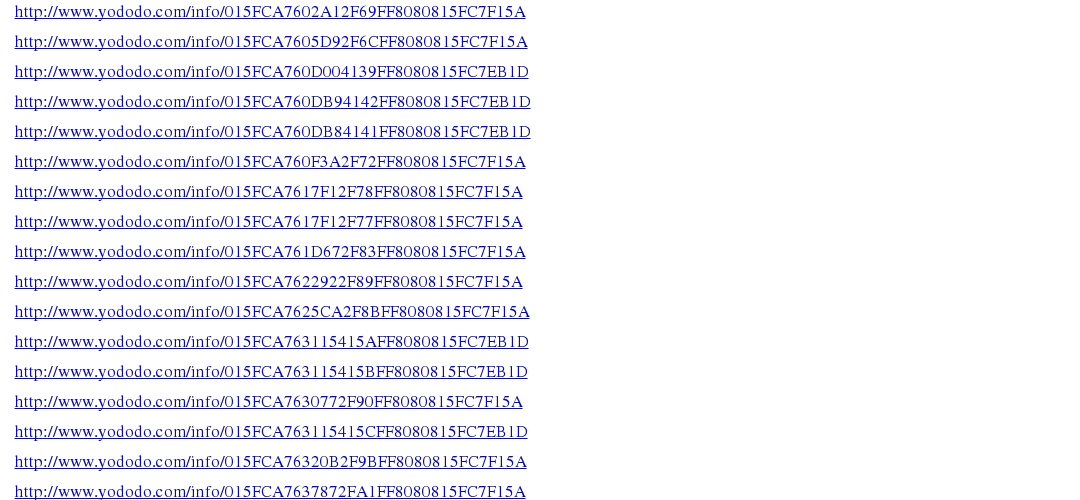 http://www.yododo.com/info/015FCA7602A12F69FF8080815FC7F15A
http://www.yododo.com/info/015FCA7605D92F6CFF8080815FC7F15A
http://www.yododo.com/info/015FCA760D004139FF8080815FC7EB1D
http://www.yododo.com/info/015FCA760DB94142FF8080815FC7EB1D
http://www.yododo.com/info/015FCA760DB84141FF8080815FC7EB1D
http://www.yododo.com/info/015FCA760F3A2F72FF8080815FC7F15A
http://www.yododo.com/info/015FCA7617F12F78FF8080815FC7F15A
http://www.yododo.com/info/015FCA7617F12F77FF8080815FC7F15A
http://www.yododo.com/info/015FCA761D672F83FF8080815FC7F15A
http://www.yododo.com/info/015FCA7622922F89FF8080815FC7F15A
http://www.yododo.com/info/015FCA7625CA2F8BFF8080815FC7F15A
http://www.yododo.com/info/015FCA763115415AFF8080815FC7EB1D
http://www.yododo.com/info/015FCA763115415BFF8080815FC7EB1D
http://www.yododo.com/info/015FCA7630772F90FF8080815FC7F15A
http://www.yododo.com/info/015FCA763115415CFF8080815FC7EB1D
http://www.yododo.com/info/015FCA76320B2F9BFF8080815FC7F15A
http://www.yododo.com/info/015FCA7637872FA1FF8080815FC7F15A